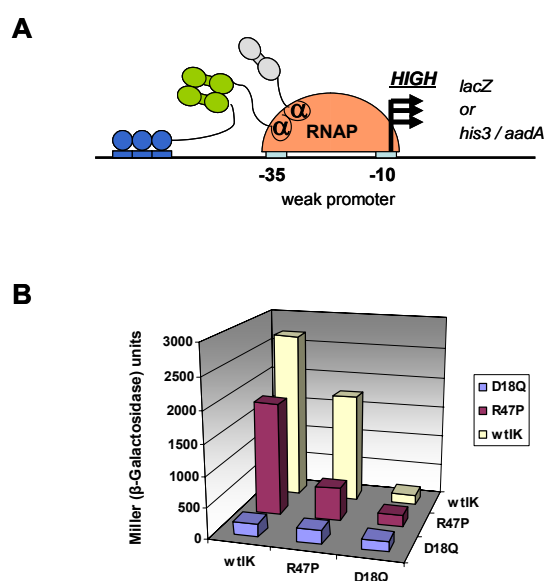 A
HIGH
lacZ
or
his3 / aadA
α
α
RNAP
-35
-10
weak promoter
B
Miller (β-Galactosidase) units
3000
2500
2000
1500
1000
500
0
wtIK
R47P
D18Q
wtIK
R47P
D18Q
D18Q
R47P
wtIK